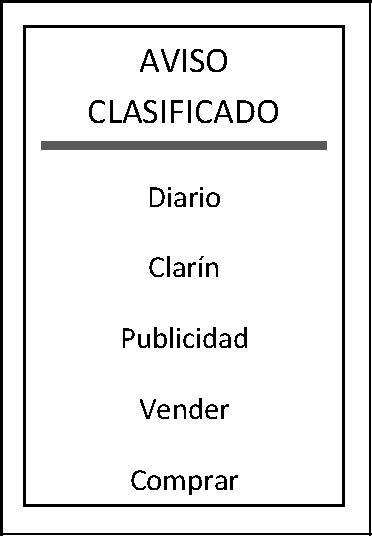 AVISO
CLASIFICADO
Diario
Clarín
Publicidad
Vender
Comprar